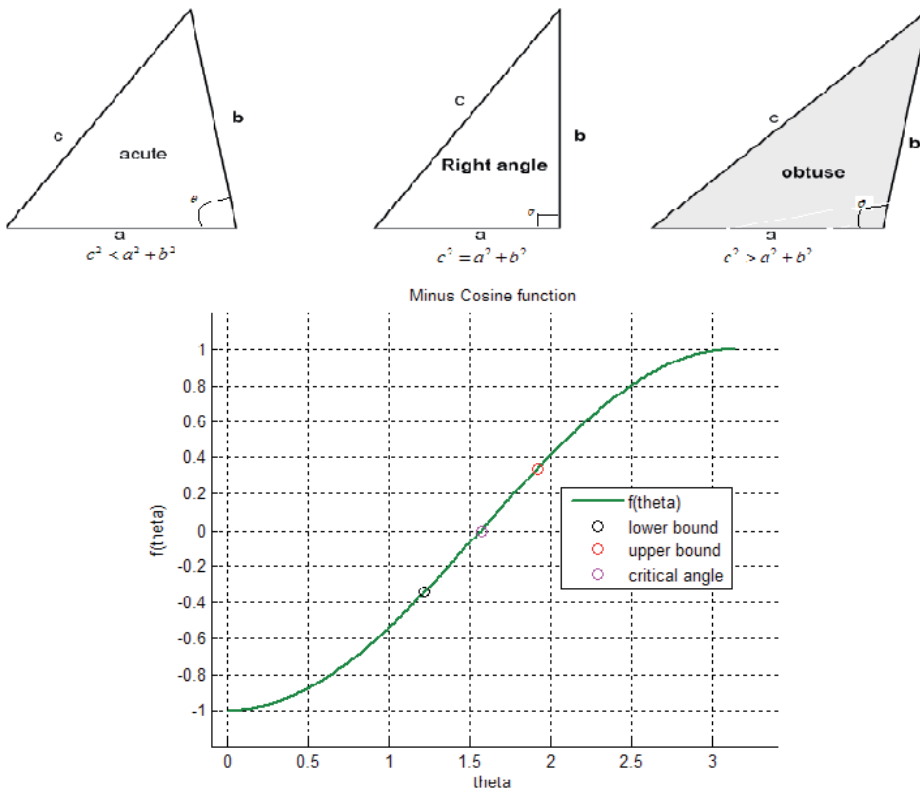 c
b
acute
θ
a
c² < a² + b²
c
b
Right angle
σ
a
c² = a² + b²
c
b
obtuse
σ
a
c² > a² + b²
Minus Cosine function
1
0.8
0.6
0.4
0.2
0
-0.2
-0.4
-0.6
-0.8
-1
f(theta)
f(theta)
lower bound
upper bound
critical angle
0
0.5
1
1.5
2
2.5
3
theta